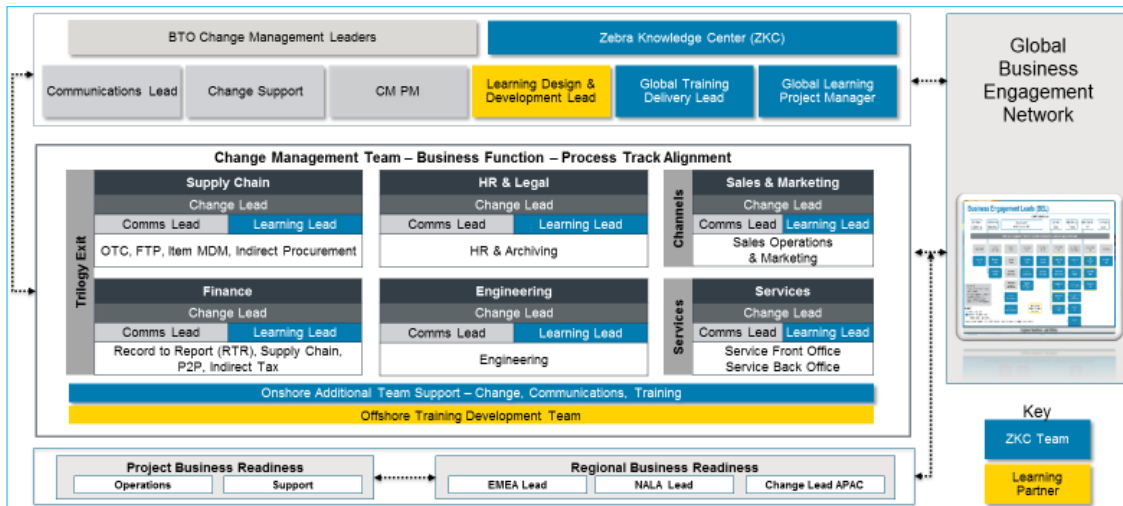 BTO Change Management Leaders
Zebra Knowledge Center (ZKC)
Communications Lead
Change Support
CM PM
Learning Design &
Development Lead
Global Training
Delivery Lead
Global Learning
Project Manager
Global
Business
Engagement
Network
Change Management Team – Business Function – Process Track Alignment
Trilogy Exit
Supply Chain
Change Lead
Comms Lead
Learning Lead
OTC, FTP, Item MDM, Indirect Procurement
HR & Legal
Change Lead
Comms Lead
Learning Lead
HR & Archiving
Channels
Sales & Marketing
Change Lead
Comms Lead
Learning Lead
Sales Operations
& Marketing
Finance
Change Lead
Comms Lead
Learning Lead
Record to Report (RTR), Supply Chain,
P2P, Indirect Tax
Engineering
Change Lead
Comms Lead
Learning Lead
Engineering
Services
Services
Change Lead
Comms Lead
Learning Lead
Service Front Office
Service Back Office
Onshore Additional Team Support – Change, Communications, Training
Offshore Training Development Team
Business Engagement Leads (BEL)
Key
ZKC Team
Learning
Partner
Project Business Readiness
Operations
Support
Regional Business Readiness
EMEA Lead
NALA Lead
Change Lead APAC